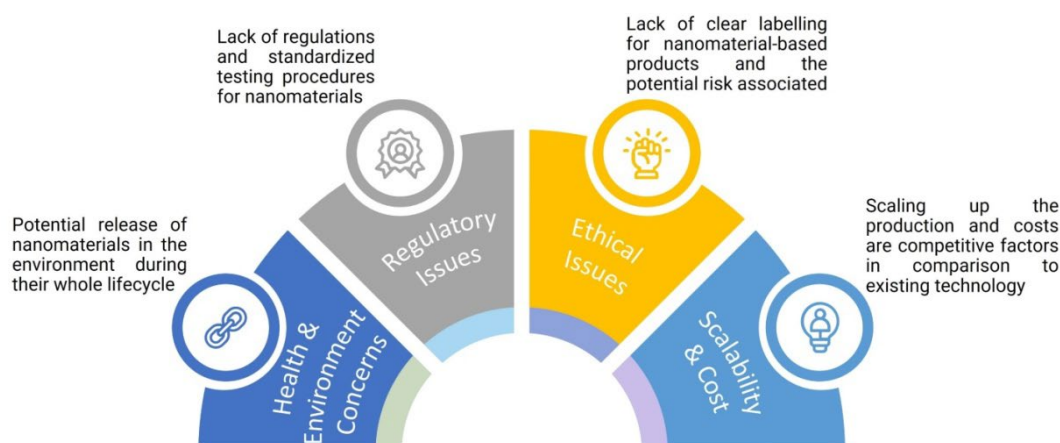 Lack of regulations
and standardized
testing procedures
for nanomaterials
Lack of clear labelling
for nanomaterial-based
products and the
potential risk associated
Potential release of
nanomaterials in the
environment during
their whole lifecycle
Scaling up the
production and costs
are competitive factors
in comparison to
existing technology
Health &
Environment
Concerns
Regulatory
Issues
Ethical
Issues
Scalability
& Cost